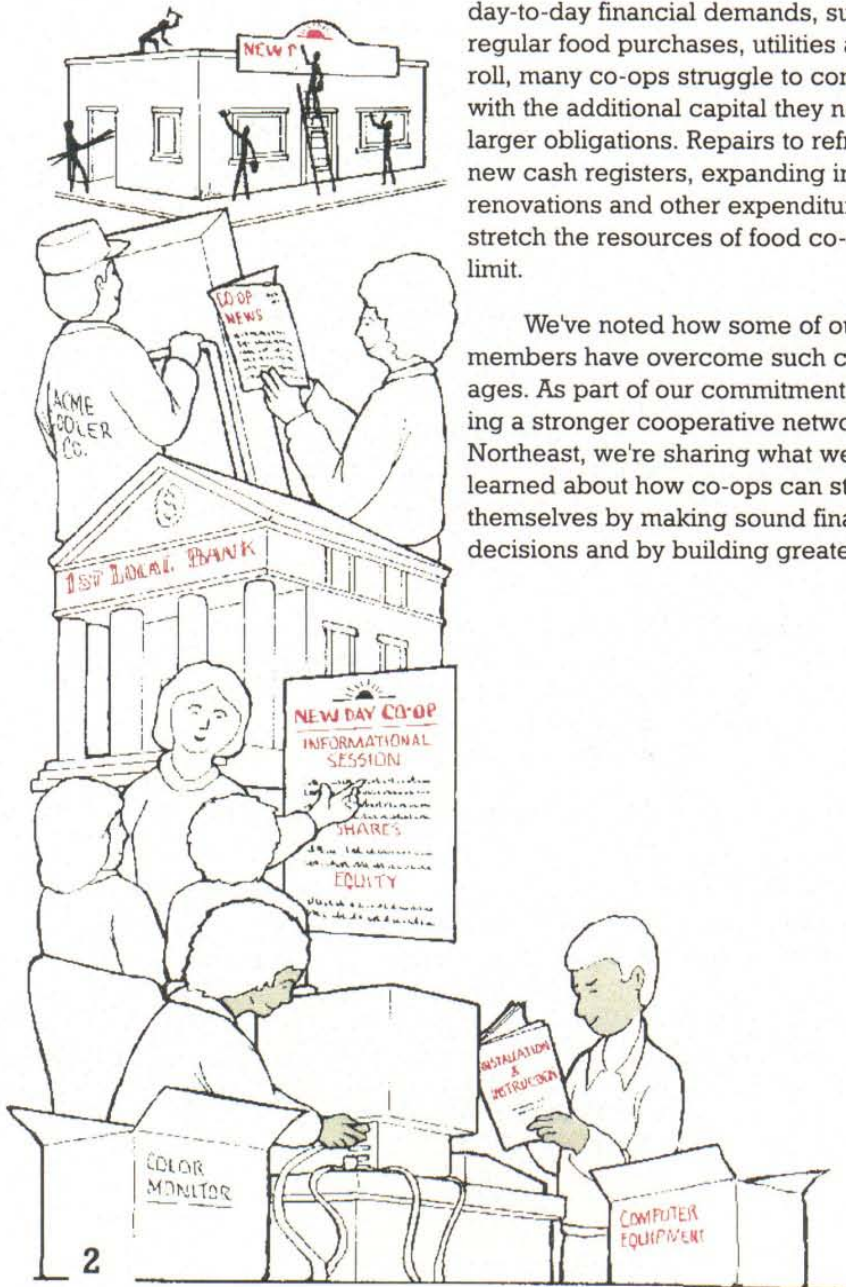 day-to-day financial demands, su
regular food purchases, utilities a
roll, many co-ops struggle to con
with the additional capital they n
larger obligations. Repairs to refr
new cash registers, expanding in
renovations and other expenditu
stretch the resources of food co-
limit.
We've noted how some of ou
members have overcome such c
ages. As part of our commitment
ing a stronger cooperative netwo
Northeast, we're sharing what we
learned about how co-ops can st
themselves by making sound fina
decisions and by building greate
NEW
CO-OP
NEWS
ACME
OOLER
CO.
$
1ST LOCAL BANK
NEW DAY CO-OP
INFORMATIONAL
SESSION
SHARES
EQUITY
INSTALLATION
&
INSTRUCTION
COLOR
MONITOR
COMPUTER
EQUIPMENT
2